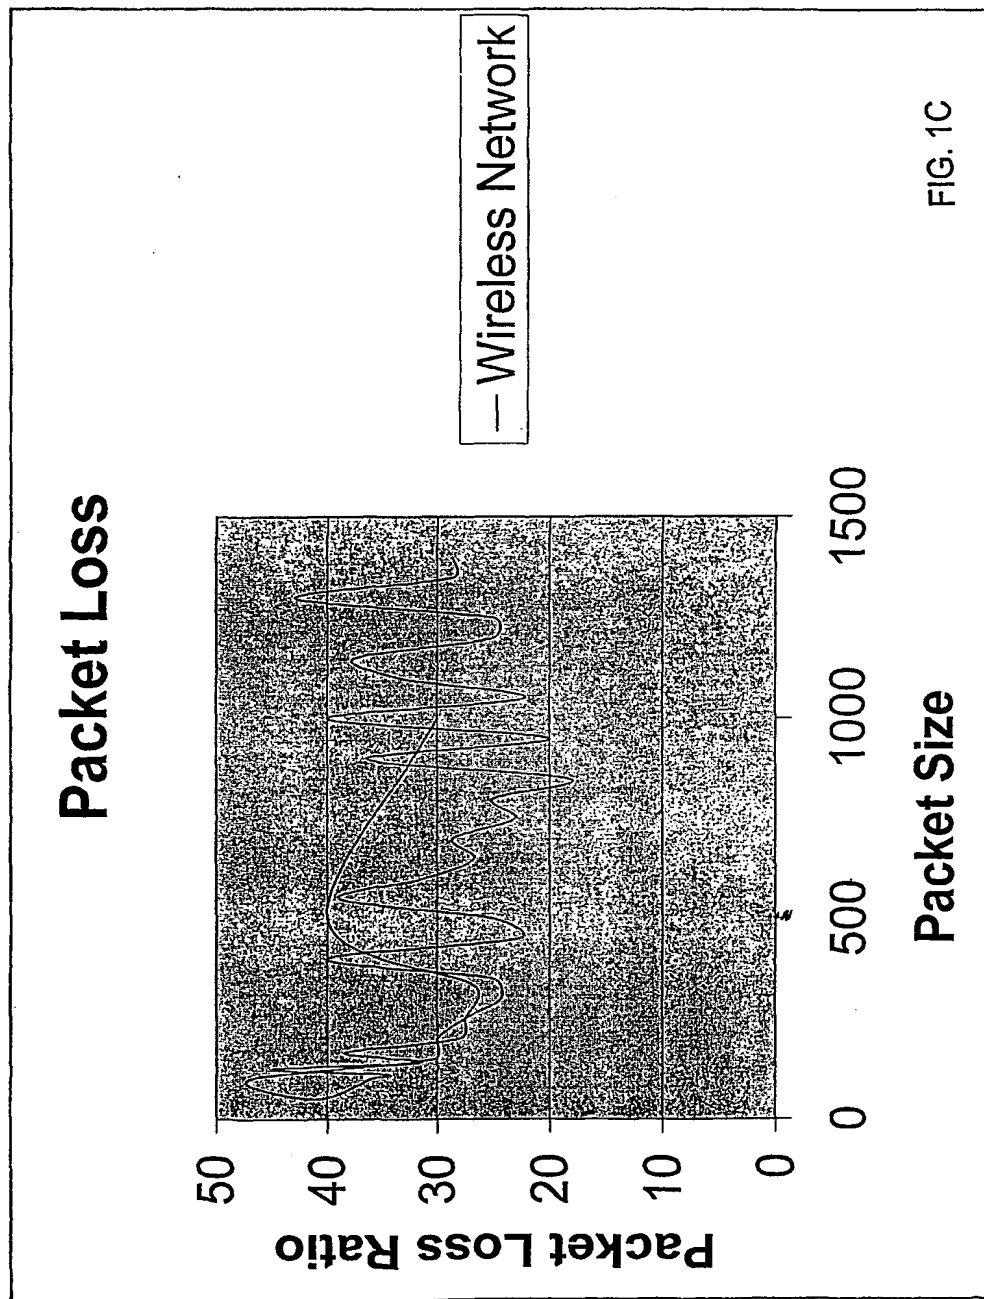 Packet Loss
Packet Loss Ratio
50
40
30
20
10
0
0
500
1000
1500
Packet Size
— Wireless Network
FIG. 1C